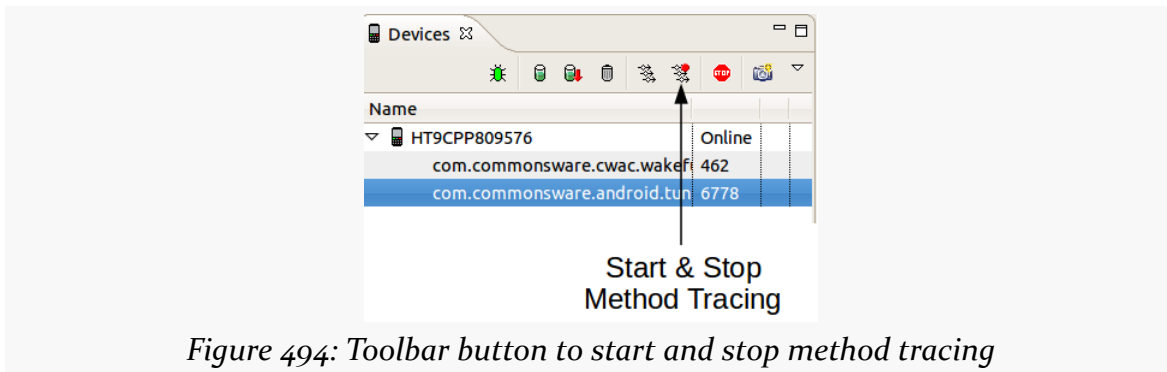 Devices
STOP
Name
HT9CPP809576 Online
com.commonsware.cwac.wakef 462
com.commonsware.android.tun 6778
Start & Stop
Method Tracing
Figure 494: Toolbar button to start and stop method tracing